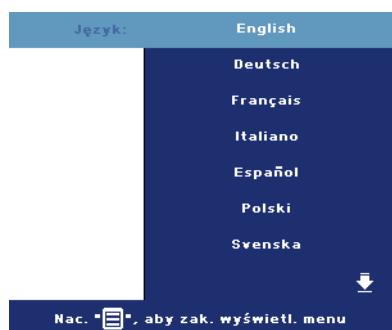 Język: English
Deutsch
Français
Italiano
Español
Polski
Svenska
Nac. "", aby zak. wyświetl. menu